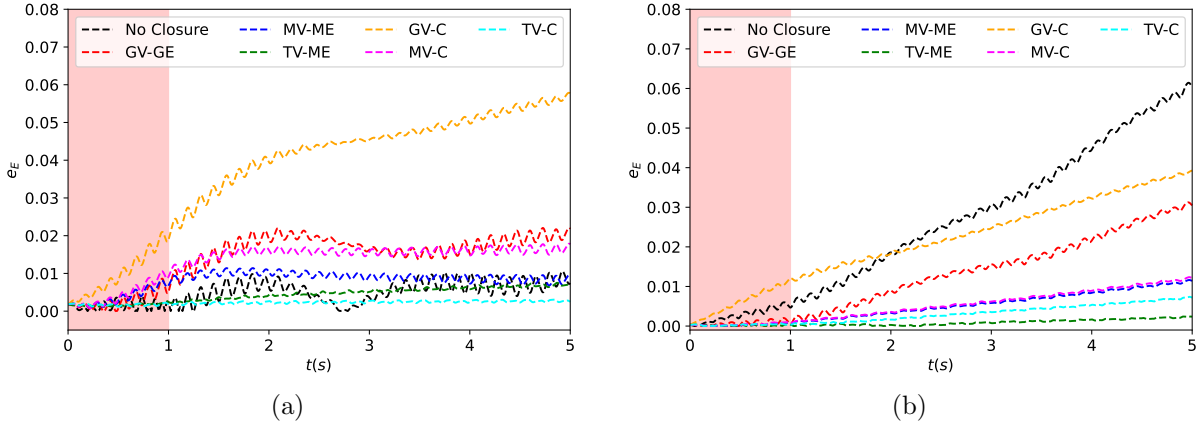 0.08
0.07
0.06
0.05
0.04
0.03
0.02
0.01
0.00
e_E
No Closure
GV-GE
MV-ME
TV-ME
GV-C
MV-C
TV-C
0 1 2 3 4 5
t(s)
(a)
0.08
0.07
0.06
0.05
0.04
0.03
0.02
0.01
0.00
e_E
No Closure
GV-GE
MV-ME
TV-ME
GV-C
MV-C
TV-C
0 1 2 3 4 5
t(s)
(b)